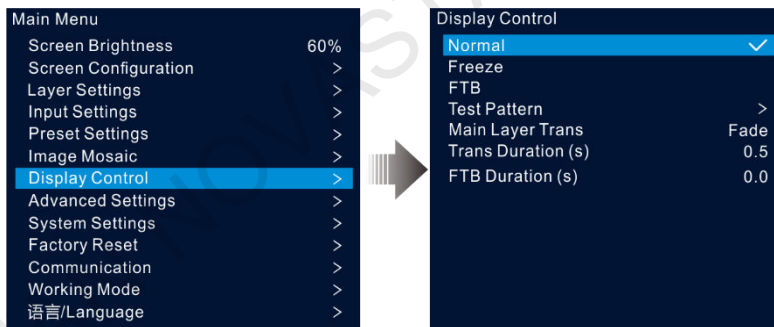 Main Menu
Screen Brightness 60%
Screen Configuration >
Layer Settings >
Input Settings >
Preset Settings >
Image Mosaic >
Display Control >
Advanced Settings >
System Settings >
Factory Reset >
Communication >
Working Mode >
语言/Language >
Display Control
Normal ✓
Freeze
FTB
Test Pattern >
Main Layer Trans Fade
Trans Duration (s) 0.5
FTB Duration (s) 0.0